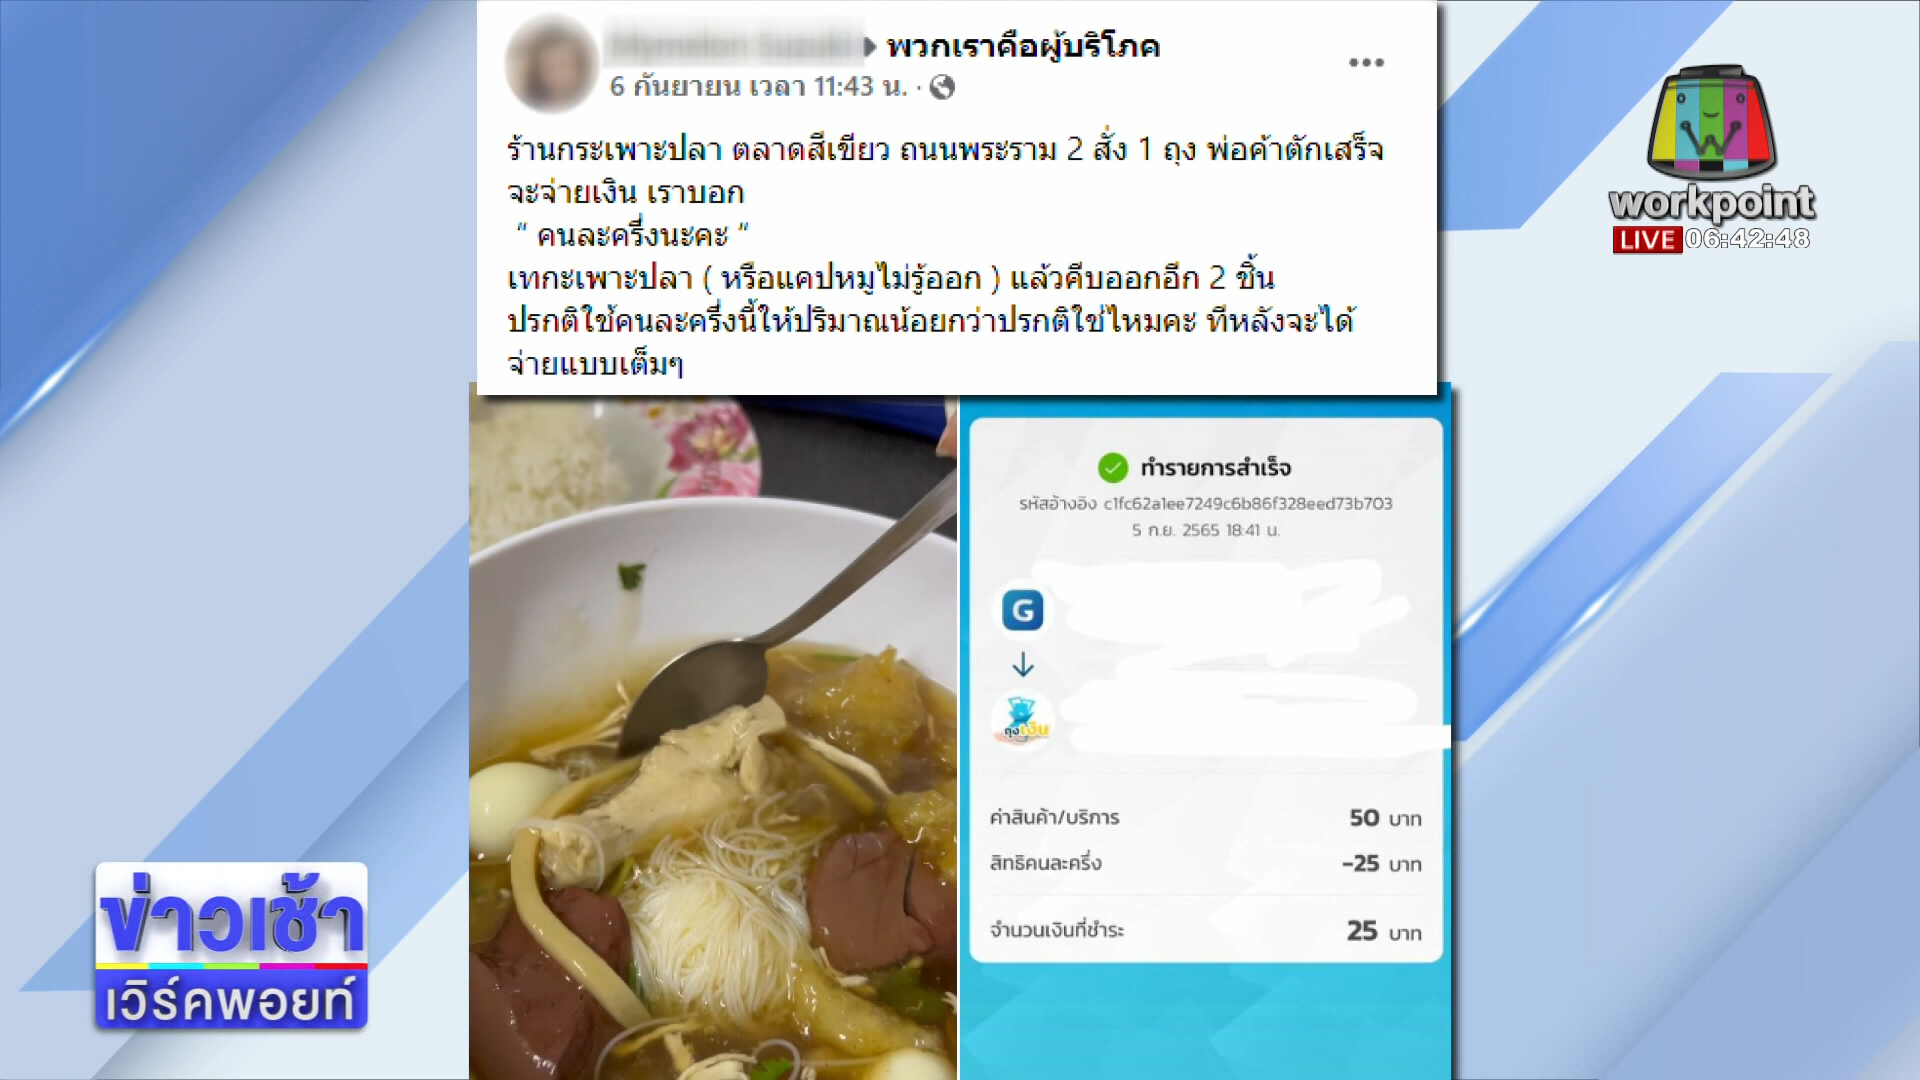 พวกเราคือผู้บริโภค
6 กันยายน เวลา 11:43 น. ·
ร้านกระเพาะปลา ตลาดสีเขียว ถนนพระราม 2 สั่ง 1 ถุง พ่อค้าตักเสร็จ
จะจ่ายเงิน เราบอก
“ คนละครึ่งนะคะ “
เทกะเพาะปลา ( หรือแคปหมูไม่รู้ออก ) แล้วคีบออกอีก 2 ชิ้น
ปรกติใช้คนละครึ่งนี้ให้ปริมาณน้อยกว่าปรกติใช่ไหมคะ ทีหลังจะได้
จ่ายแบบเต็มๆ
workpoint
LIVE 06:42:48
ทำรายการสำเร็จ
รหัสอ้างอิง c1fc62a1ee7249c6b86f328eed73b703
5 ก.ย. 2565 18:41 น.
G
ถุงเงิน
ค่าสินค้า/บริการ 50 บาท
สิทธิคนละครึ่ง -25 บาท
จำนวนเงินที่ชำระ 25 บาท
ข่าวเช้า
เวิร์คพอยท์